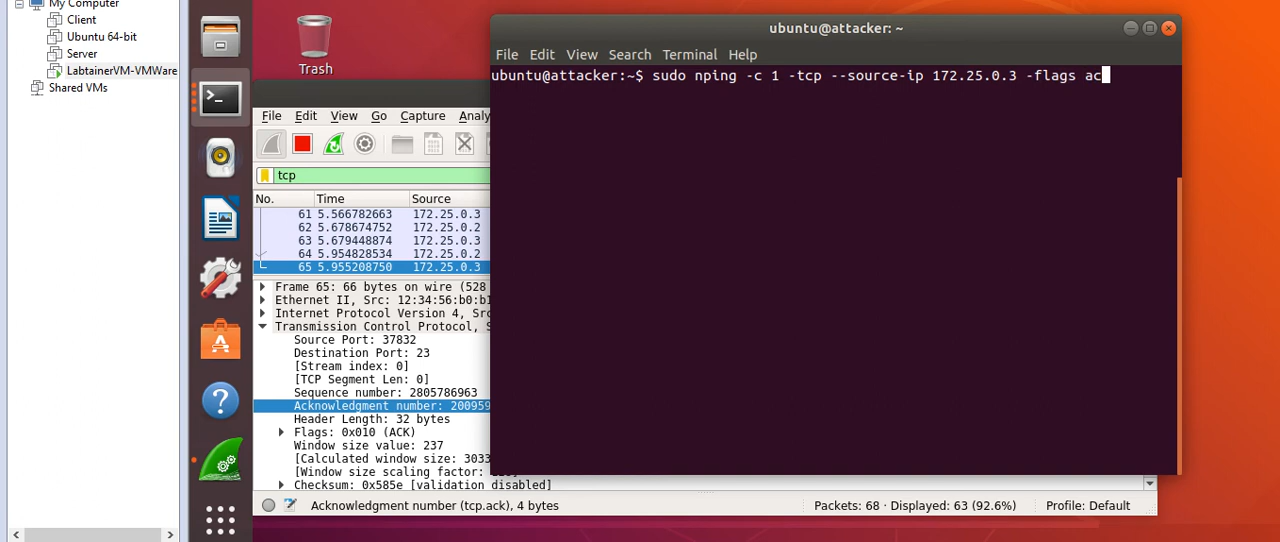 My Computer
Client
Ubuntu 64-bit
Server
LabtainerVM-VMWare
Shared VMs
Trash
ubuntu@attacker: ~
File Edit View Search Terminal Help
ubuntu@attacker:~$ sudo nping -c 1 -tcp --source-ip 172.25.0.3 -flags ac
File Edit View Go Capture Analy
tcp
No. Time Source
61 5.566782663 172.25.0.3
62 5.678674752 172.25.0.2
63 5.679448874 172.25.0.3
64 5.954828534 172.25.0.2
65 5.955208750 172.25.0.3
Frame 65: 66 bytes on wire (528
Ethernet II, Src: 12:34:56:b0:b1
Internet Protocol Version 4, Src
Transmission Control Protocol, S
Source Port: 37832
Destination Port: 23
[Stream index: 0]
[TCP Segment Len: 0]
Sequence number: 2805786963
Acknowledgment number: 200959
Header Length: 32 bytes
Flags: 0x010 (ACK)
Window size value: 237
[Calculated window size: 3033
[Window size scaling factor:
Checksum: 0x585e [validation disabled]
Acknowledgment number (tcp.ack), 4 bytes
Packets: 68 · Displayed: 63 (92.6%)
Profile: Default